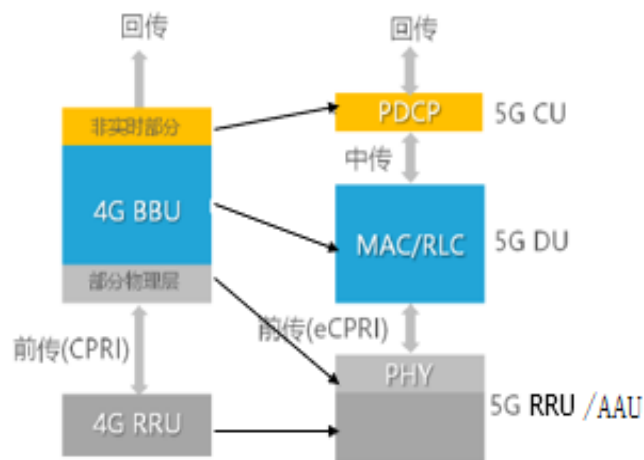 回传
非实时部分
4G BBU
部分物理层
前传(CPRI)
4G RRU
回传
PDCP
5G CU
中传
MAC/RLC
5G DU
前传(eCPRI)
PHY
5G RRU /AAU